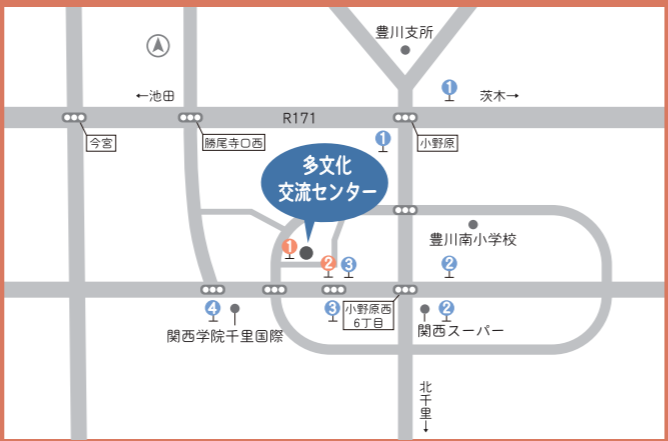 豊川支所
1
←池田
茨木→
R171
今宮
勝尾寺口西
1
小野原
多文化
交流センター
豊川南小学校
1
2
3
2
4
3
小野原西
6丁目
2
関西学院千里国際
関西スーパー
北千里↓